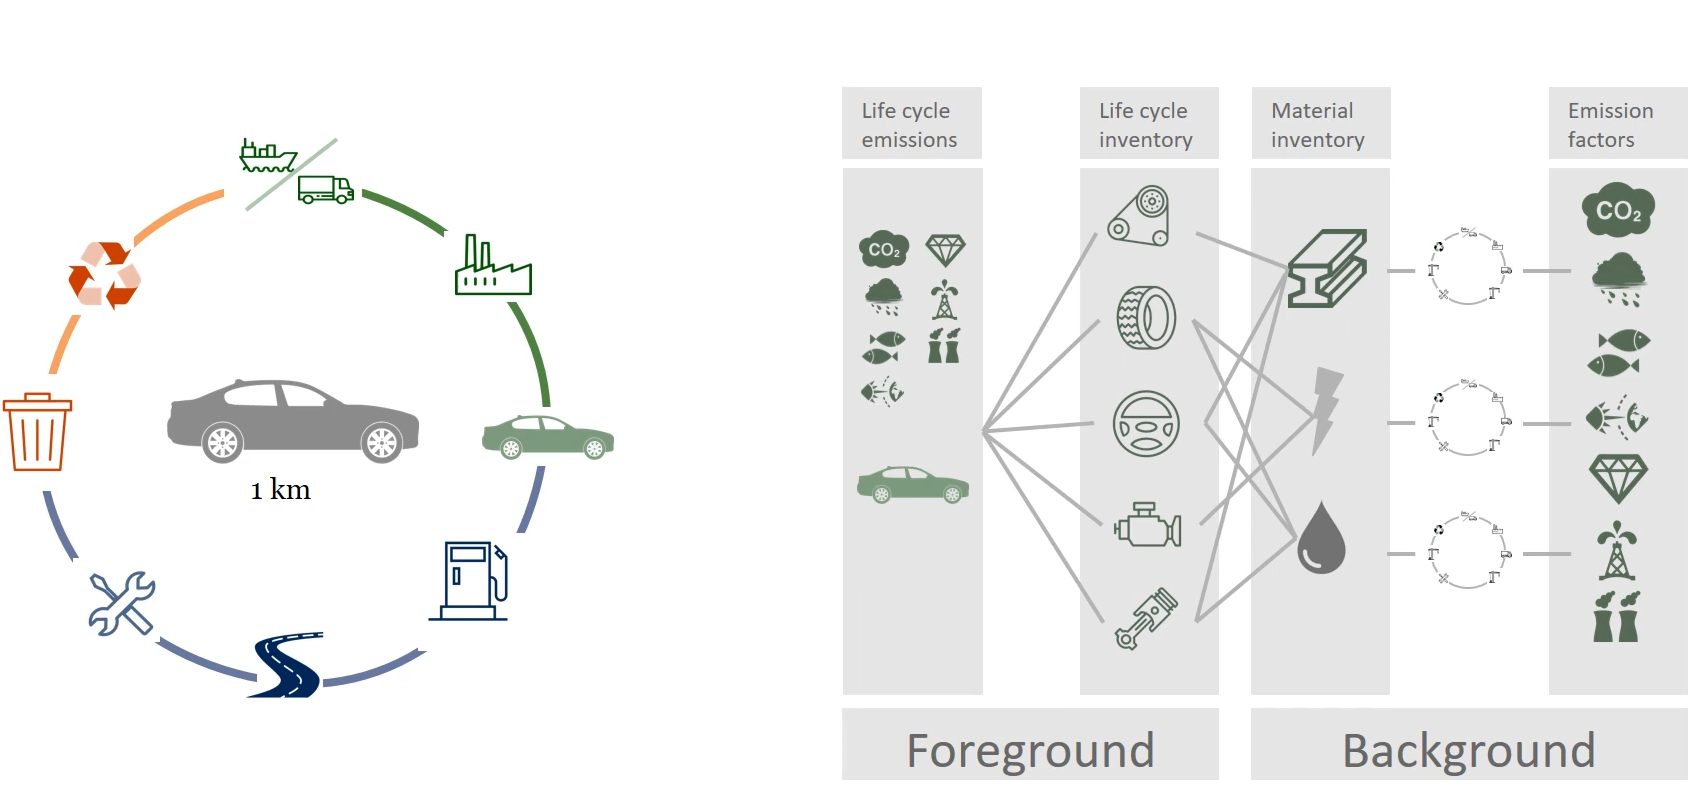 1 km
Life cycle
emissions
Life cycle
inventory
Material
inventory
Emission
factors
CO₂
CO₂
Foreground
Background